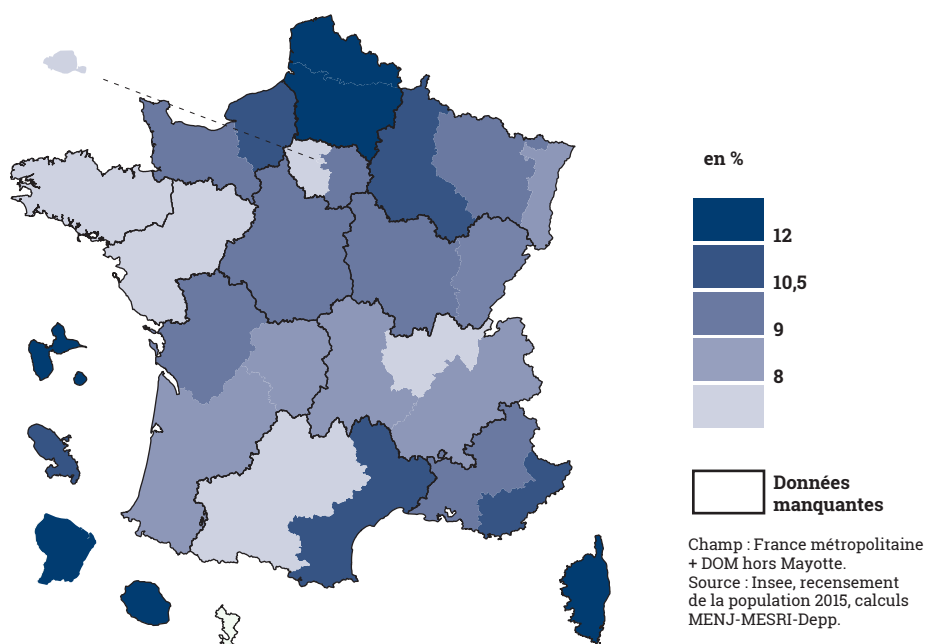 en %
12
10,5
9
8
Données
manquantes
Champ : France métropolitaine
+ DOM hors Mayotte.
Source : Insee, recensement
de la population 2015, calculs
MENJ-MESRI-Depp.